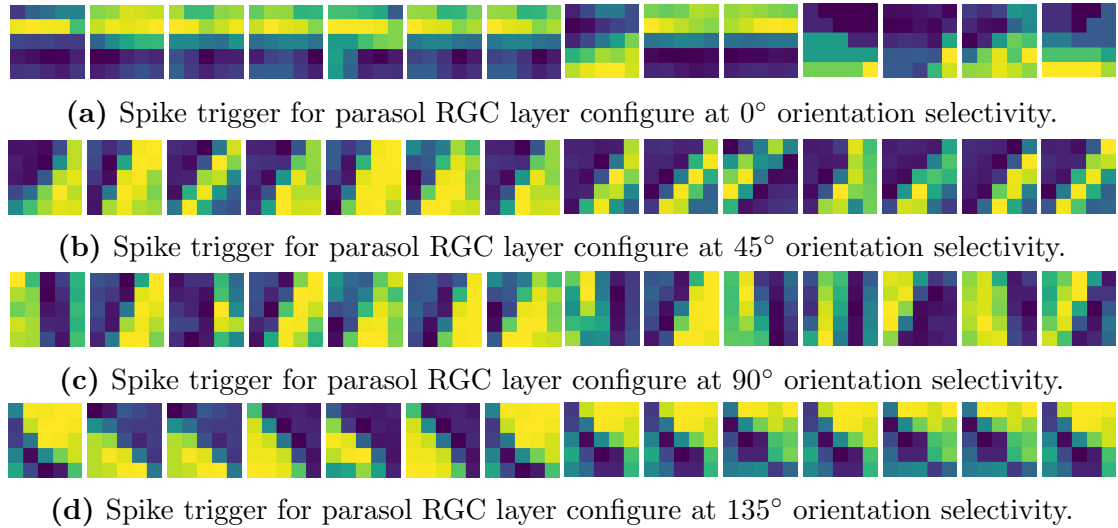 (a) Spike trigger for parasol RGC layer configure at 0° orientation selectivity.
(b) Spike trigger for parasol RGC layer configure at 45° orientation selectivity.
(c) Spike trigger for parasol RGC layer configure at 90° orientation selectivity.
(d) Spike trigger for parasol RGC layer configure at 135° orientation selectivity.